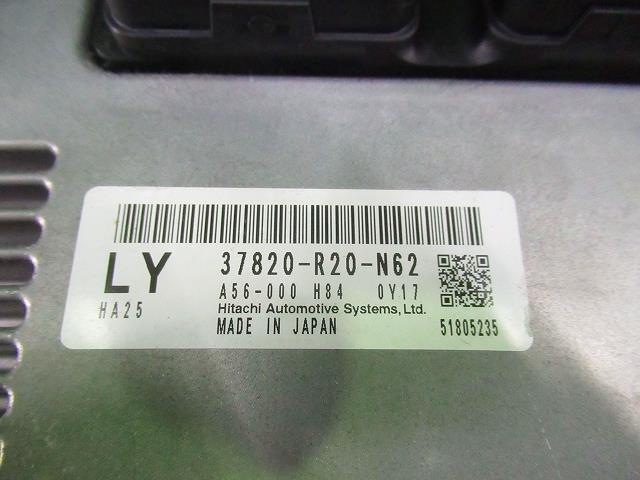 LY 37820-R20-N62
HA25 A56-000 H84 0Y17
Hitachi Automotive Systems, Ltd.
MADE IN JAPAN 51805235